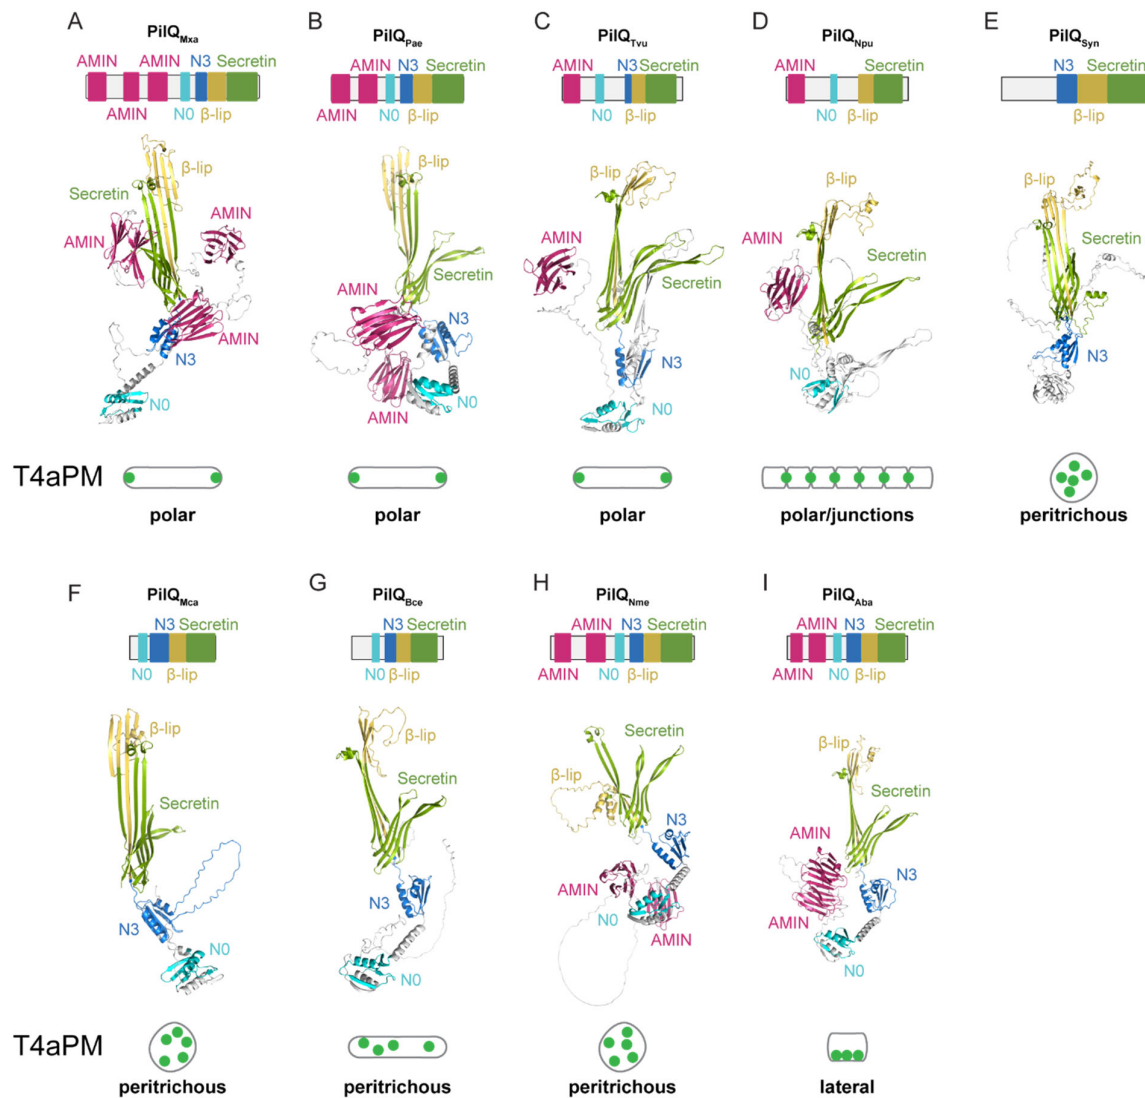 A
PilQMxa
AMIN AMIN N3 Secretin
AMIN N0 β-lip
β-lip
Secretin
AMIN
AMIN
AMIN
N3
N0
B
PilQPae
AMIN N3 Secretin
AMIN N0 β-lip
β-lip
Secretin
AMIN
N3
AMIN
N0
C
PilQTvu
AMIN N3 Secretin
N0 β-lip
β-lip
AMIN
Secretin
N3
N0
D
PilQNpu
AMIN Secretin
N0 β-lip
β-lip
AMIN
Secretin
N0
E
PilQSyn
N3 Secretin
β-lip
β-lip
Secretin
N3
T4aPM
polar
polar
polar
polar/junctions
peritrichous
F
PilQMca
N3 Secretin
N0 β-lip
β-lip
Secretin
N3
N0
G
PilQBce
N3 Secretin
N0 β-lip
β-lip
Secretin
N3
N0
H
PilQNme
AMIN N3 Secretin
AMIN N0 β-lip
Secretin
β-lip
N3
AMIN
N0
AMIN
I
PilQAba
AMIN N3 Secretin
AMIN N0 β-lip
β-lip
Secretin
AMIN
N3
AMIN
N0
T4aPM
peritrichous
peritrichous
peritrichous
lateral